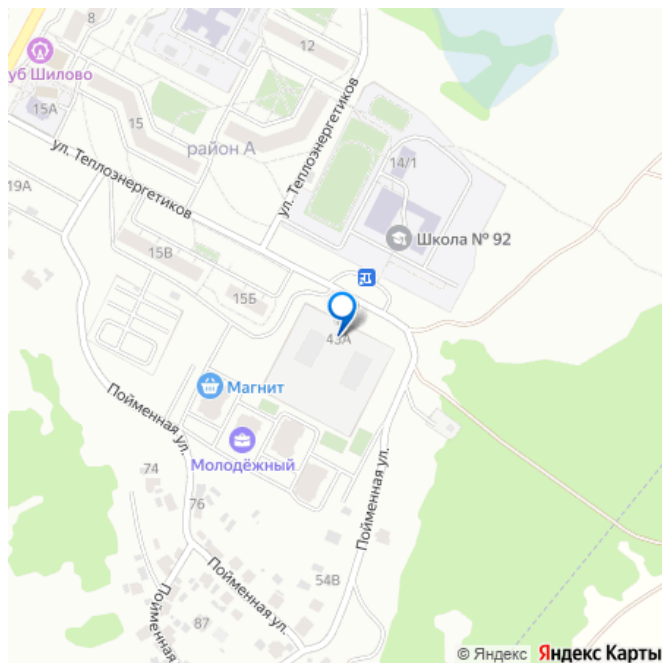 8
12
уб Шилово
15А
15
район А
ул. Теплоэнергетиков
ул. Теплоэнергетиков
14/1
19А
Школа № 92
15В
15Б
43А
Магнит
Пойменная ул.
Молодёжный
74
76
Пойменная ул.
Пойменная ул.
54В
Пойменная
87
© Яндекс Яндекс Карты